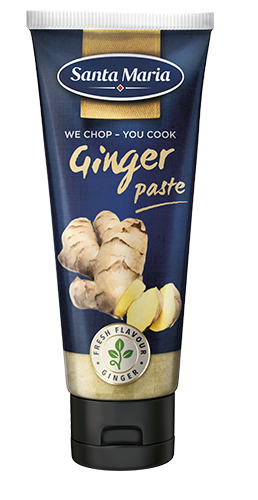 Santa Maria
WE CHOP – YOU COOK
Ginger
paste
FRESH FLAVOUR
GINGER